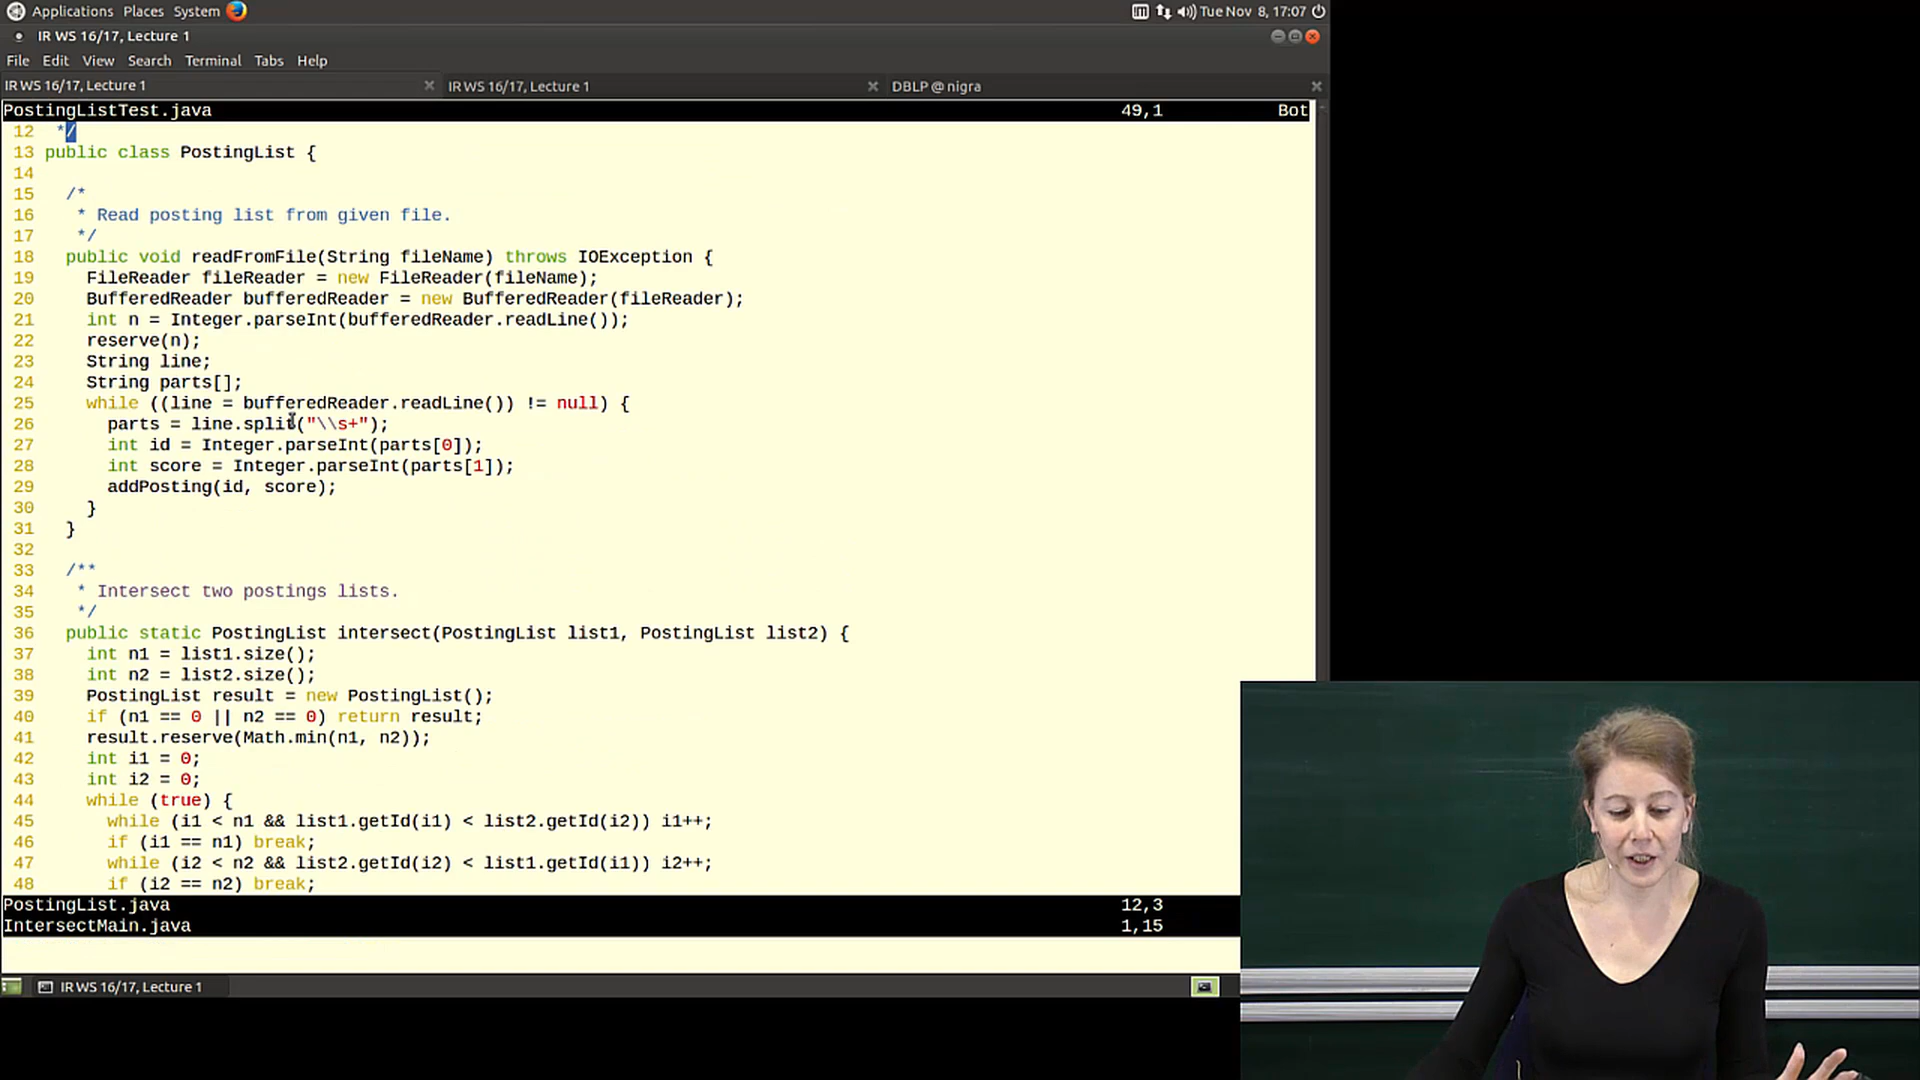 Applications Places System Tue Nov 8, 17:07
IR WS 16/17, Lecture 1
File Edit View Search Terminal Tabs Help
IR WS 16/17, Lecture 1 IR WS 16/17, Lecture 1 DBLP @ nigra
PostingListTest.java 49,1 Bot
12 */
13 public class PostingList {
14
15 /*
16 * Read posting list from given file.
17 */
18 public void readFromFile(String fileName) throws IOException {
19 FileReader fileReader = new FileReader(fileName);
20 BufferedReader bufferedReader = new BufferedReader(fileReader);
21 int n = Integer.parseInt(bufferedReader.readLine());
22 reserve(n);
23 String line;
24 String parts[];
25 while ((line = bufferedReader.readLine()) != null) {
26 parts = line.split("\\s+");
27 int id = Integer.parseInt(parts[0]);
28 int score = Integer.parseInt(parts[1]);
29 addPosting(id, score);
30 }
31 }
32
33 /**
34 * Intersect two postings lists.
35 */
36 public static PostingList intersect(PostingList list1, PostingList list2) {
37 int n1 = list1.size();
38 int n2 = list2.size();
39 PostingList result = new PostingList();
40 if (n1 == 0 || n2 == 0) return result;
41 result.reserve(Math.min(n1, n2));
42 int i1 = 0;
43 int i2 = 0;
44 while (true) {
45 while (i1 < n1 && list1.getId(i1) < list2.getId(i2)) i1++;
46 if (i1 == n1) break;
47 while (i2 < n2 && list2.getId(i2) < list1.getId(i1)) i2++;
48 if (i2 == n2) break;
PostingList.java 12,3
IntersectMain.java 1,15
IR WS 16/17, Lecture 1